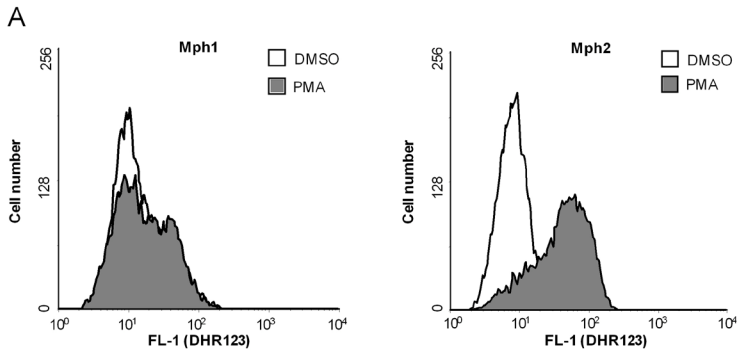 A
Mph1
DMSO
PMA
256
128
0
Cell number
10⁰ 10¹ 10² 10³ 10⁴
FL-1 (DHR123)
Mph2
DMSO
PMA
256
128
0
Cell number
10⁰ 10¹ 10² 10³ 10⁴
FL-1 (DHR123)